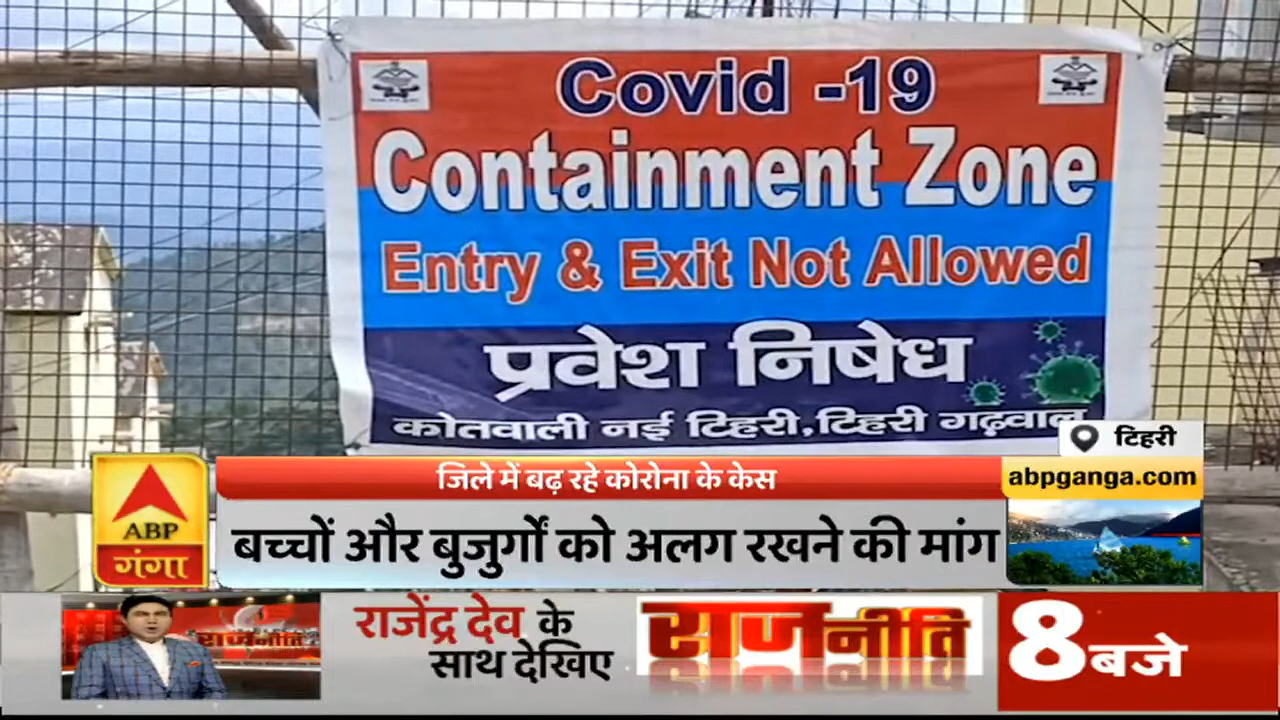 Covid -19
Containment Zone
Entry & Exit Not Allowed
प्रवेश निषेध
कोतवाली नई टिहरी, टिहरी गढ़वाल
टिहरी
जिले में बढ़ रहे कोरोना के केस
abpganga.com
ABP
गंगा
बच्चों और बुजुर्गों को अलग रखने की मांग
राजनीति
राजेंद्र देव के
साथ देखिए
राजनीति
8 बजे